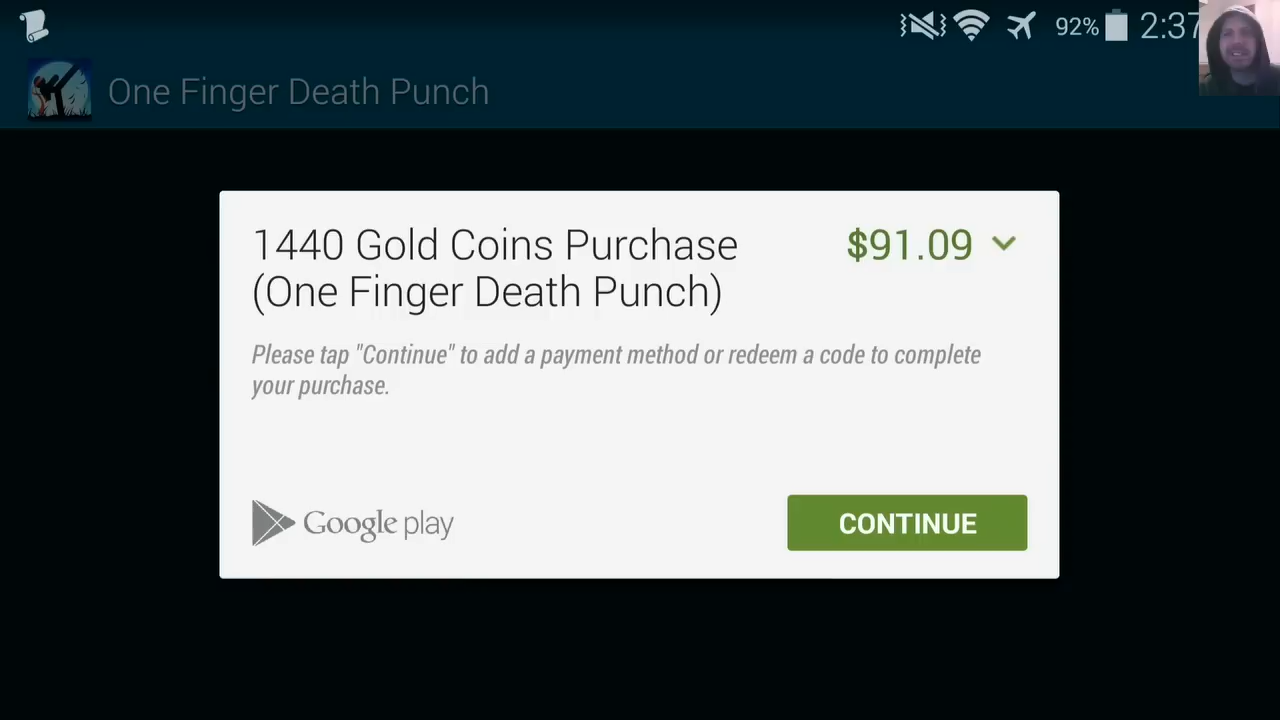 92% 2:37
One Finger Death Punch
1440 Gold Coins Purchase $91.09
(One Finger Death Punch)
Please tap "Continue" to add a payment method or redeem a code to complete
your purchase.
Google play CONTINUE